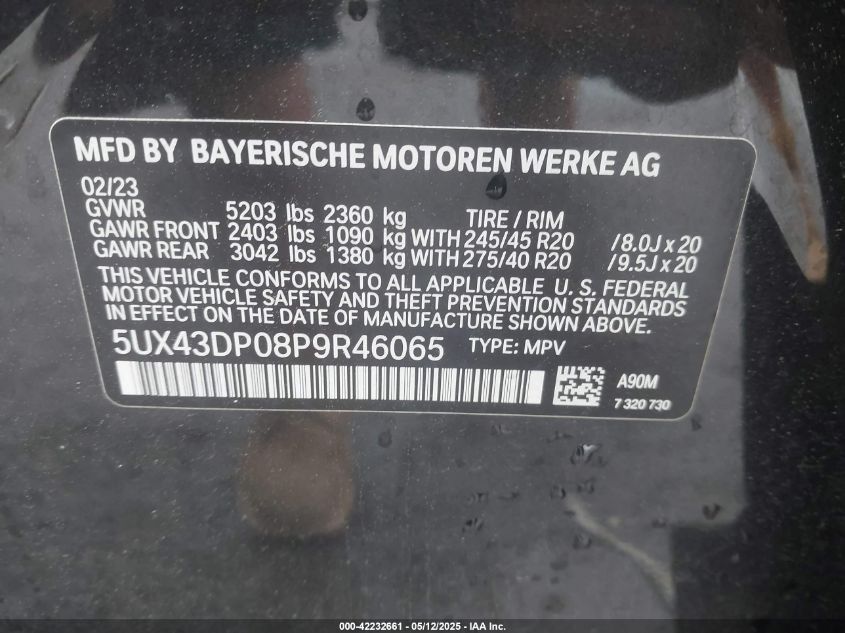 MFD BY BAYERISCHE MOTOREN WERKE AG
02/23
GVWR 5203 lbs 2360 kg TIRE / RIM
GAWR FRONT 2403 lbs 1090 kg WITH 245/45 R20 /8.0J x 20
GAWR REAR 3042 lbs 1380 kg WITH 275/40 R20 /9.5J x 20
THIS VEHICLE CONFORMS TO ALL APPLICABLE U. S. FEDERAL
MOTOR VEHICLE SAFETY AND THEFT PREVENTION STANDARDS
IN EFFECT ON THE DATE OF MANUFACTURE SHOWN ABOVE.
5UX43DP08P9R46065 TYPE: MPV
A90M
7 320 730
000-42232661 - 05/12/2025 - IAA Inc.